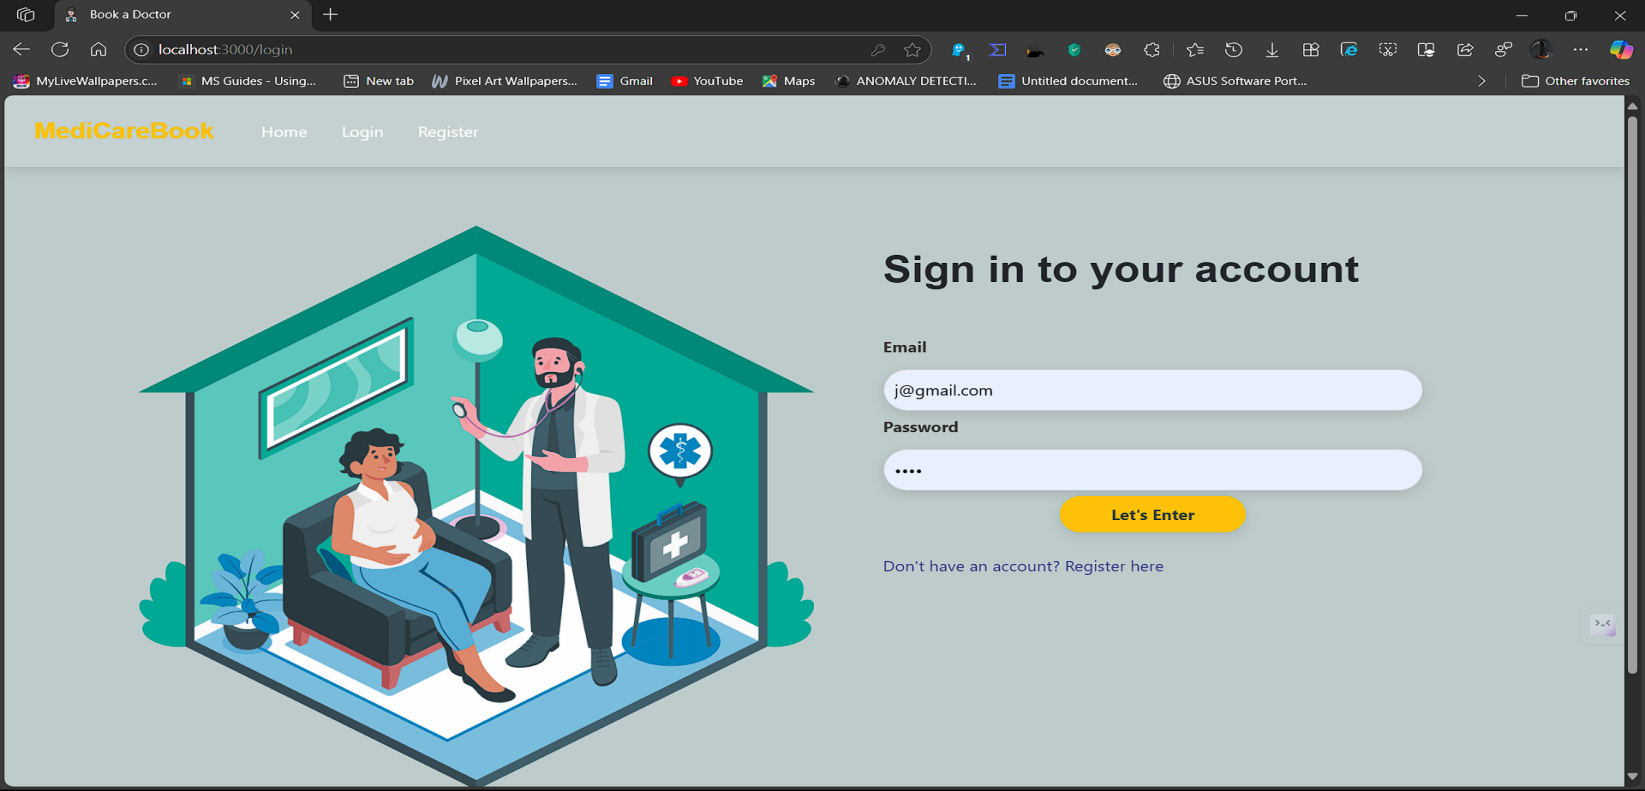 Book a Doctor
localhost:3000/login
MyLiveWallpapers.c... MS Guides - Using... New tab Pixel Art Wallpapers... Gmail YouTube Maps ANOMALY DETECTI... Untitled document... ASUS Software Port... Other favorites
MediCareBook Home Login Register
Sign in to your account
Email
j@gmail.com
Password
••••
Let's Enter
Don't have an account? Register here